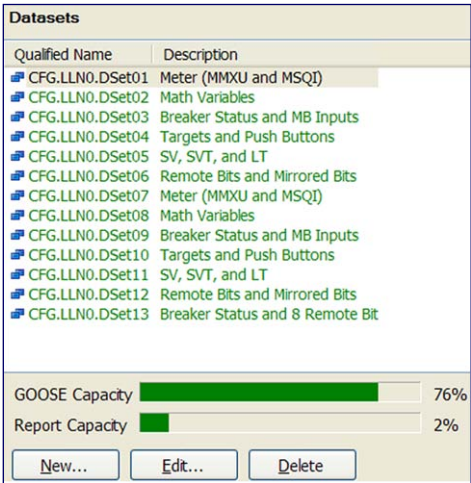 Datasets
Qualified Name Description
CFG.LLN0.DSet01 Meter (MMXU and MSQI)
CFG.LLN0.DSet02 Math Variables
CFG.LLN0.DSet03 Breaker Status and MB Inputs
CFG.LLN0.DSet04 Targets and Push Buttons
CFG.LLN0.DSet05 SV, SVT, and LT
CFG.LLN0.DSet06 Remote Bits and Mirrored Bits
CFG.LLN0.DSet07 Meter (MMXU and MSQI)
CFG.LLN0.DSet08 Math Variables
CFG.LLN0.DSet09 Breaker Status and MB Inputs
CFG.LLN0.DSet10 Targets and Push Buttons
CFG.LLN0.DSet11 SV, SVT, and LT
CFG.LLN0.DSet12 Remote Bits and Mirrored Bits
CFG.LLN0.DSet13 Breaker Status and 8 Remote Bit
GOOSE Capacity 76%
Report Capacity 2%
New... Edit... Delete